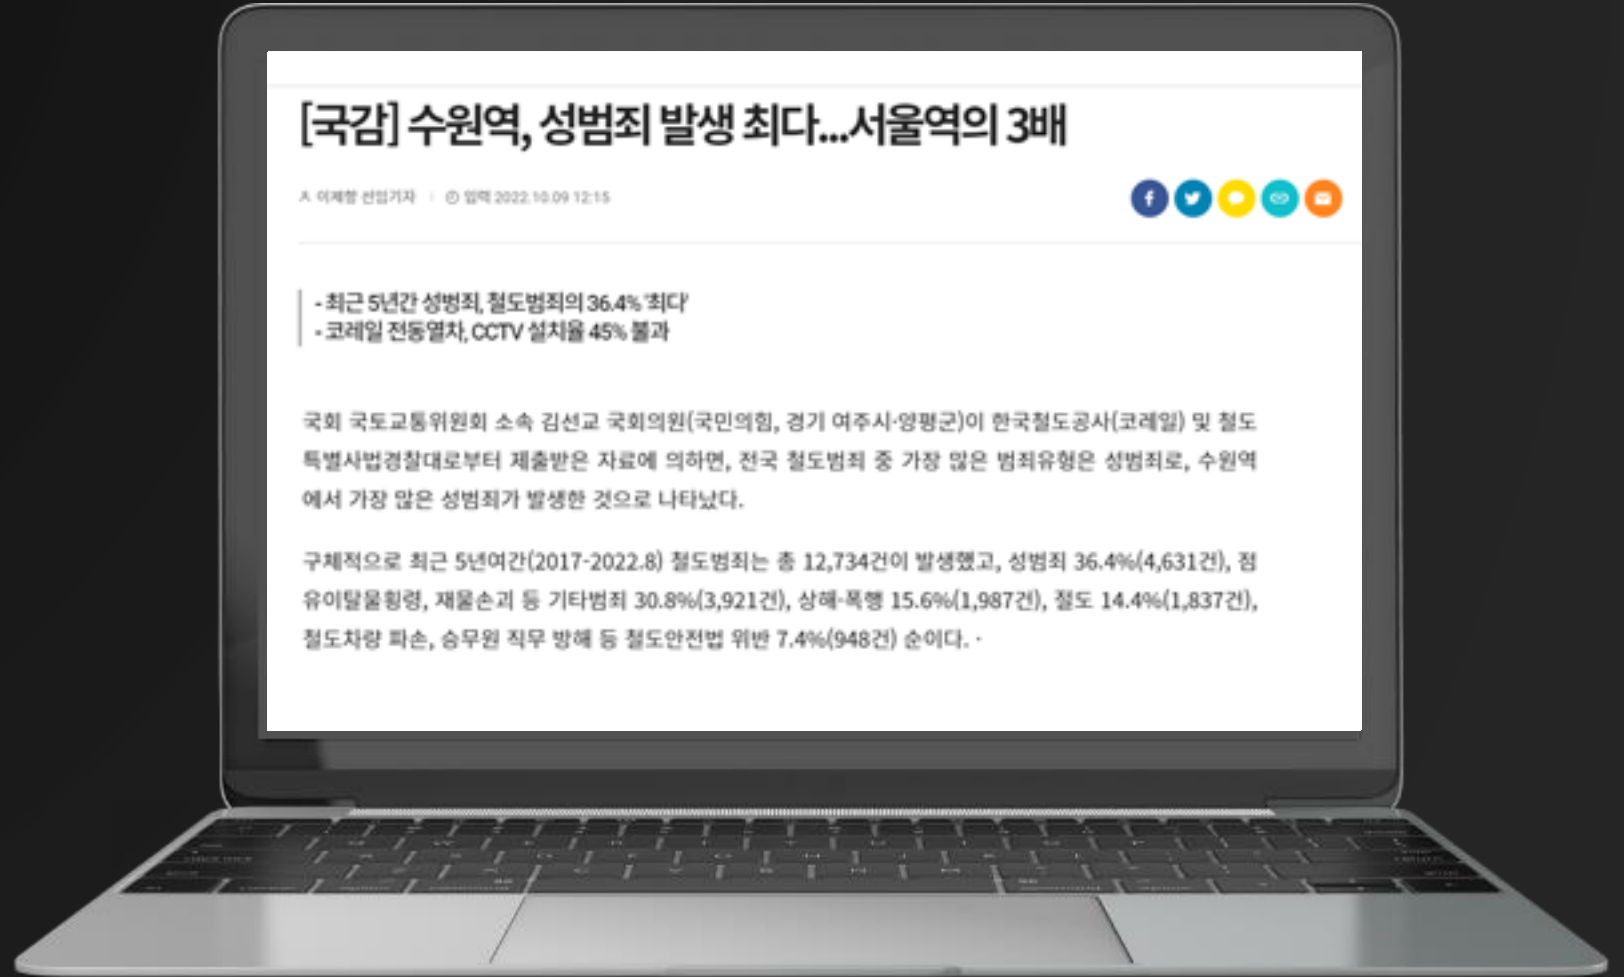 [국감] 수원역, 성범죄 발생 최다...서울역의 3배
이제항 선임기자 입력 2022.10.09 12:15
- 최근 5년간 성범죄, 철도범죄의 36.4% '최다'
- 코레일 전동열차, CCTV 설치율 45% 불과
국회 국토교통위원회 소속 김선교 국회의원(국민의힘, 경기 여주시·양평군)이 한국철도공사(코레일) 및 철도
특별사법경찰대로부터 제출받은 자료에 의하면, 전국 철도범죄 중 가장 많은 범죄유형은 성범죄로, 수원역
에서 가장 많은 성범죄가 발생한 것으로 나타났다.
구체적으로 최근 5년여간(2017-2022.8) 철도범죄는 총 12,734건이 발생했고, 성범죄 36.4%(4,631건), 점
유이탈물횡령, 재물손괴 등 기타범죄 30.8%(3,921건), 상해·폭행 15.6%(1,987건), 절도 14.4%(1,837건),
철도차량 파손, 승무원 직무 방해 등 철도안전법 위반 7.4%(948건) 순이다. ·